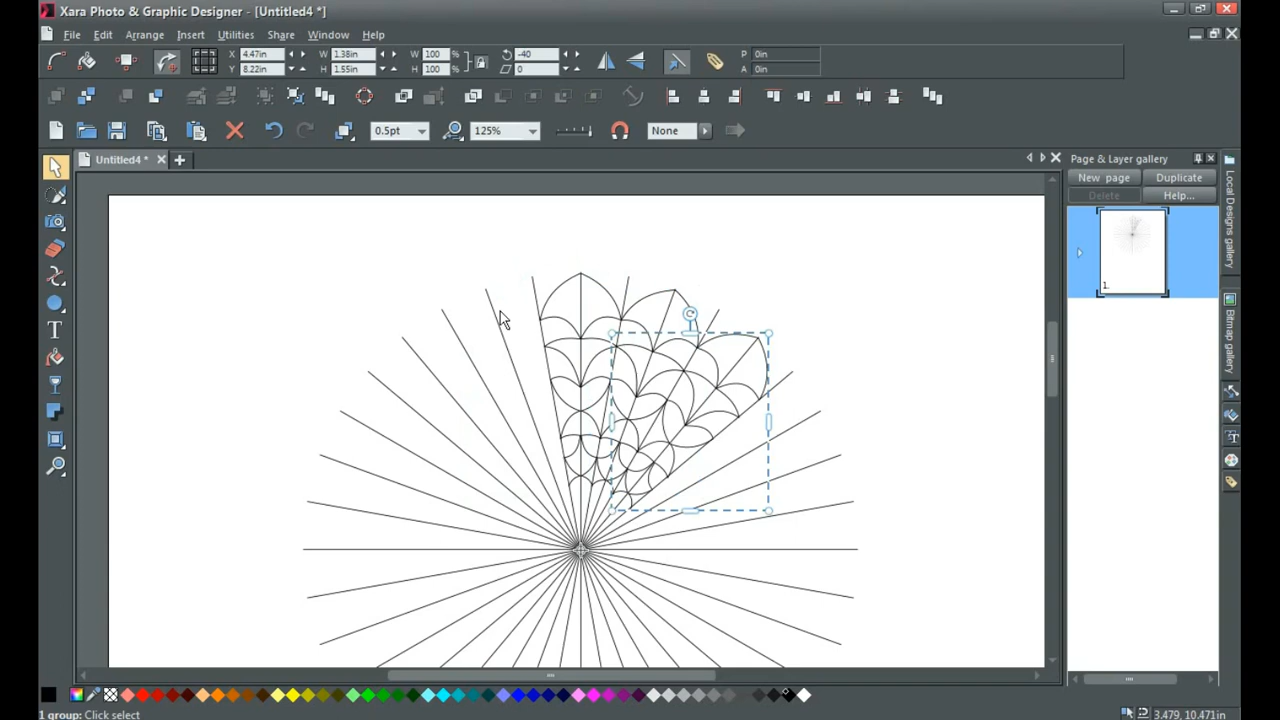 Xara Photo & Graphic Designer - [Untitled4 *]
File Edit Arrange Insert Utilities Share Window Help
X 4.47in W 1.38in W 100 % -40 P 0in
Y 8.22in H 1.55in H 100 % 0 A 0in
0.5pt 125% None
Untitled4 *
Page & Layer gallery
New page Duplicate
Delete Help...
1.
Local Designs gallery
Bitmap gallery
T
1 group: Click select
3.479, 10.471in